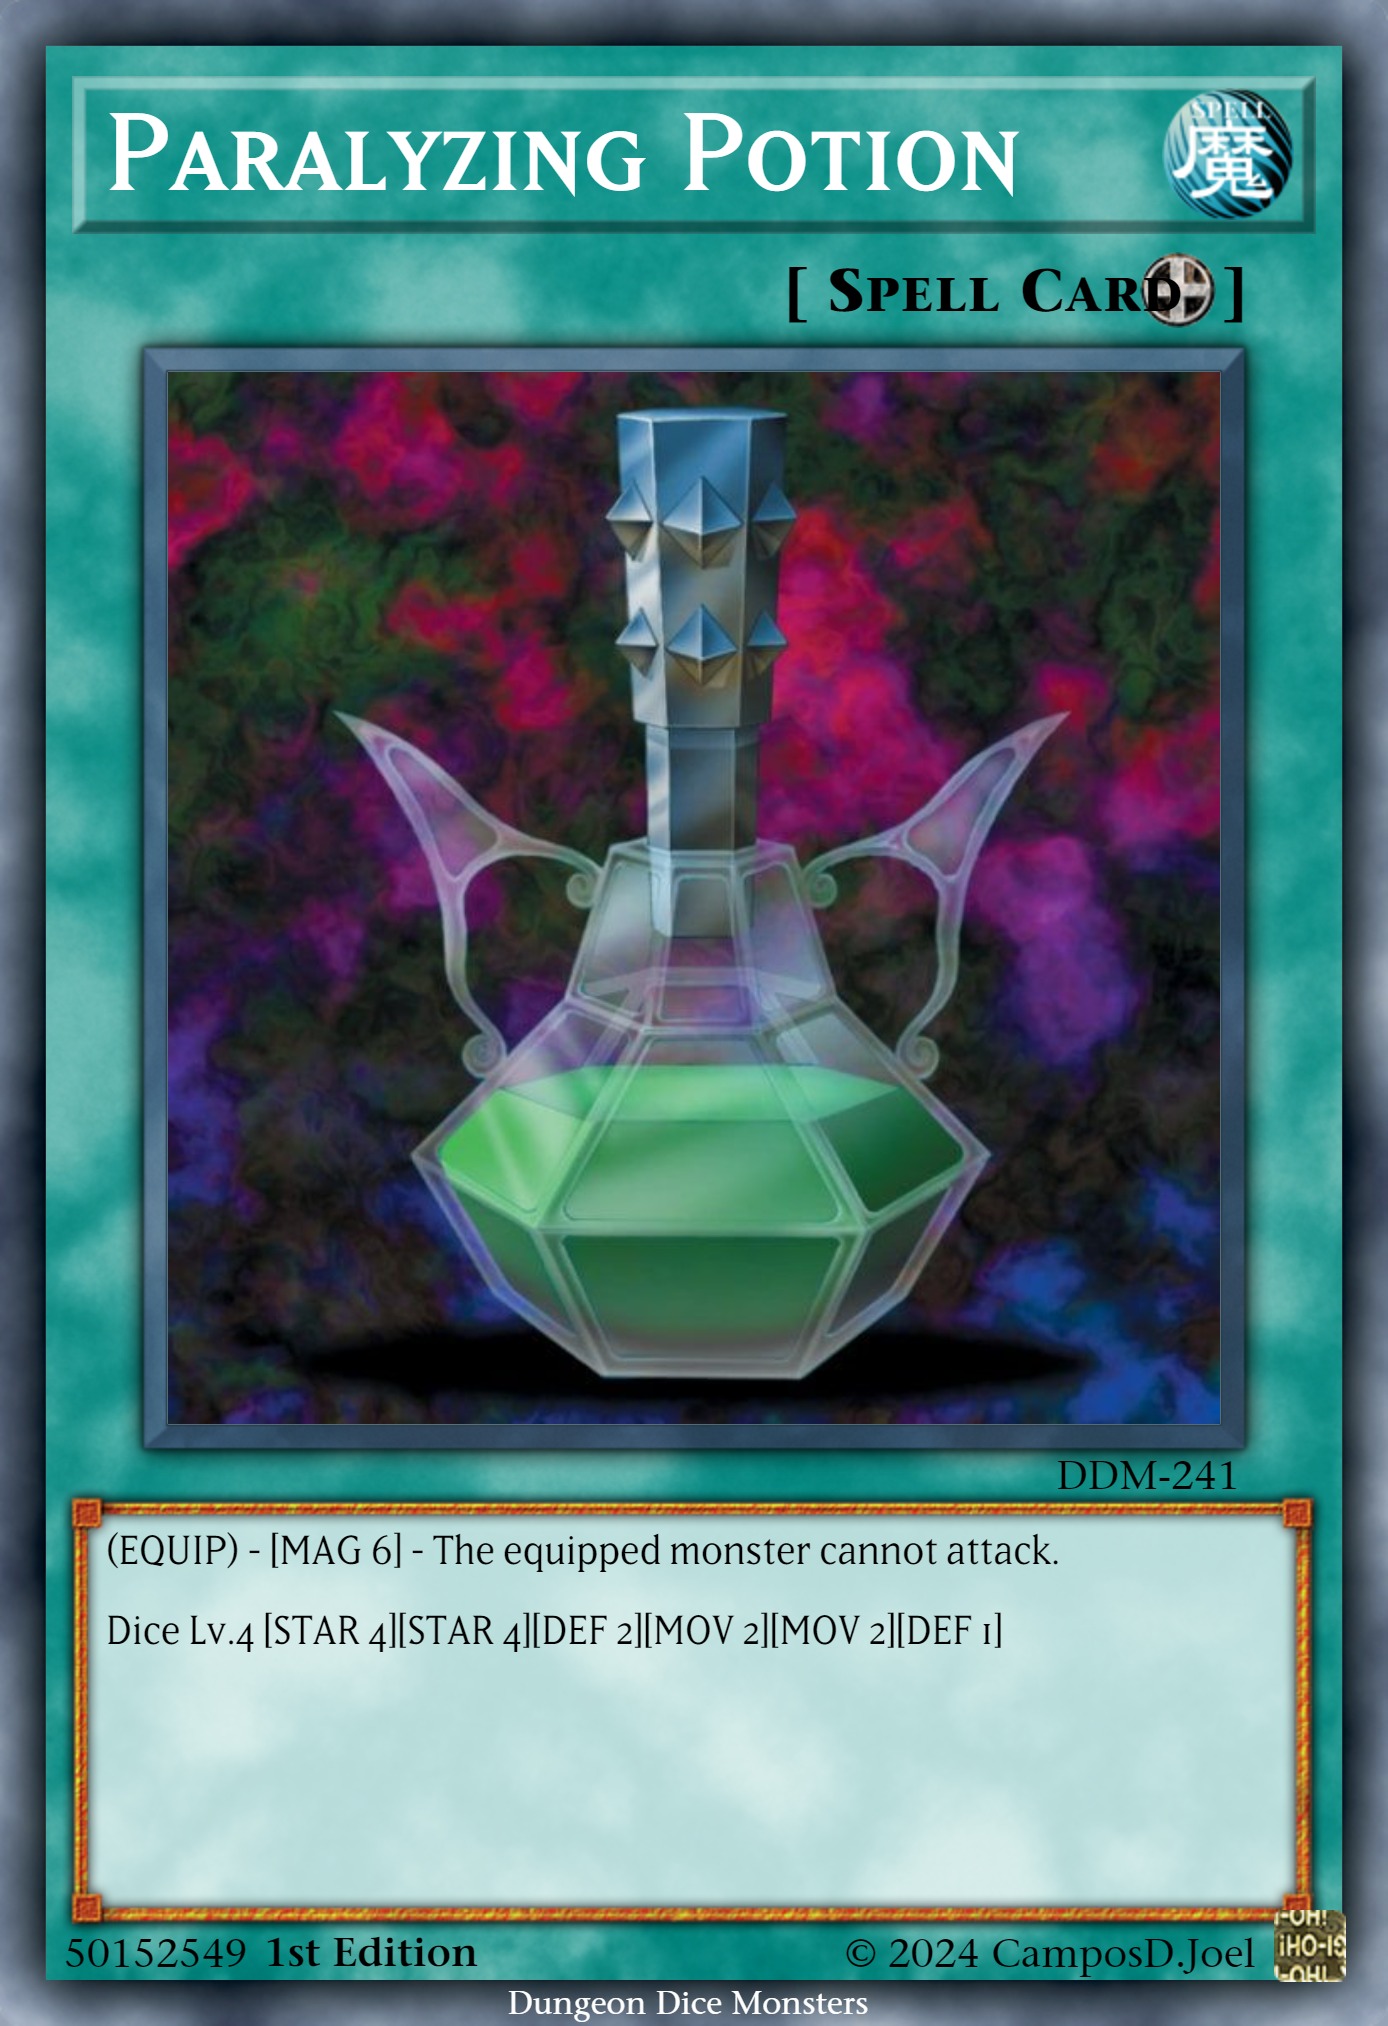 PARALYZING POTION
SPELL
魔
[ SPELL CARD ]
DDM-241
(EQUIP) - [MAG 6] - The equipped monster cannot attack.
Dice Lv.4 [STAR 4][STAR 4][DEF 2][MOV 2][MOV 2][DEF 1]
50152549 1st Edition
© 2024 CamposD.Joel
Dungeon Dice Monsters